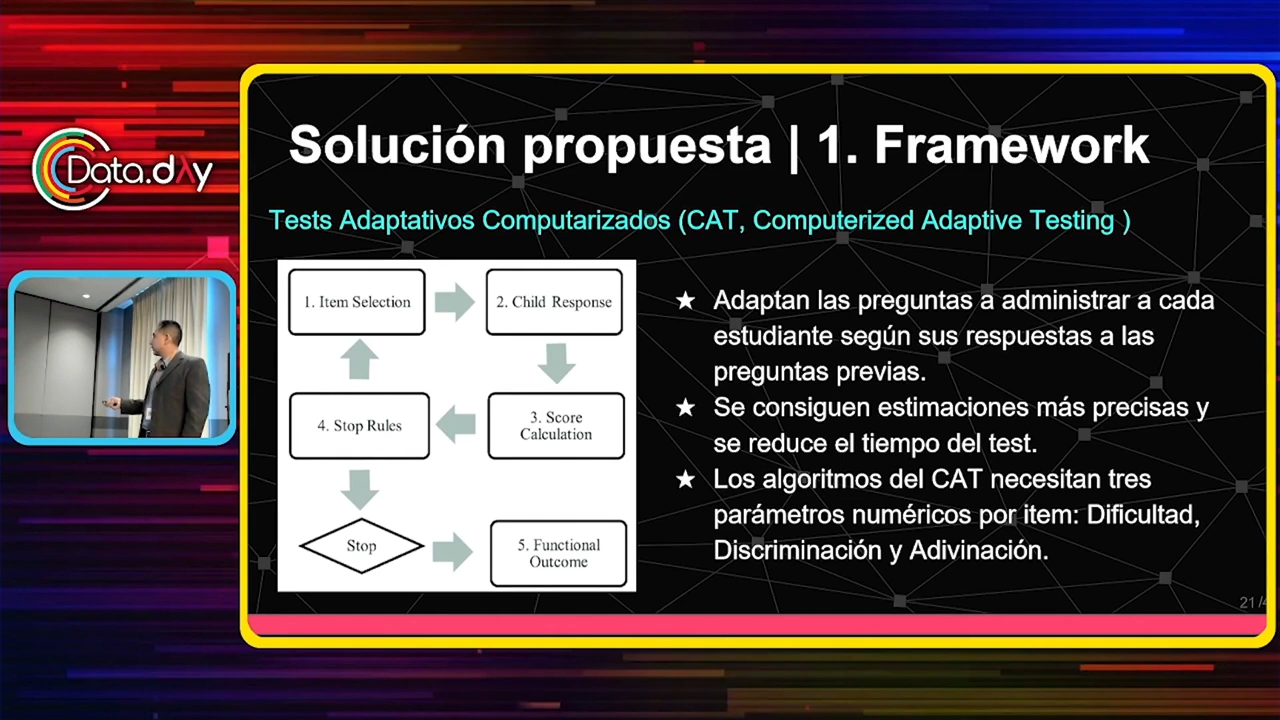 Solución propuesta | 1. Framework
Data.dAy
Tests Adaptativos Computarizados (CAT, Computerized Adaptive Testing )
1. Item Selection
2. Child Response
3. Score
Calculation
4. Stop Rules
Stop
5. Functional
Outcome
★ Adaptan las preguntas a administrar a cada
estudiante según sus respuestas a las
preguntas previas.
★ Se consiguen estimaciones más precisas y
se reduce el tiempo del test.
★ Los algoritmos del CAT necesitan tres
parámetros numéricos por item: Dificultad,
Discriminación y Adivinación.
21